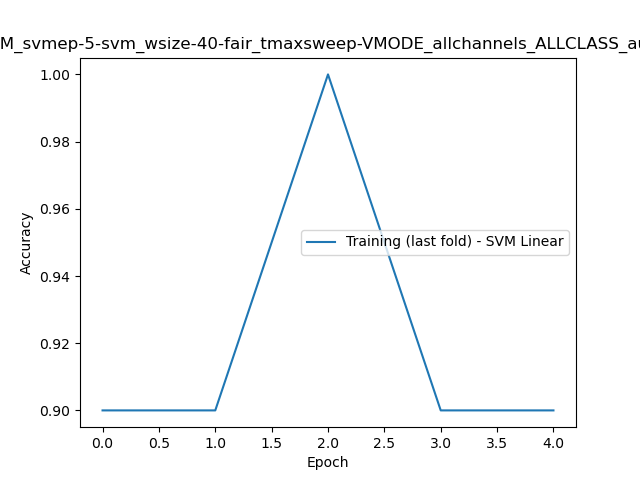 M_svmep-5-svm_wsize-40-fair_tmaxsweep-VMODE_allchannels_ALLCLASS_au
1.00
0.98
0.96
0.94
0.92
0.90
Accuracy
Training (last fold) - SVM Linear
0.0 0.5 1.0 1.5 2.0 2.5 3.0 3.5 4.0
Epoch